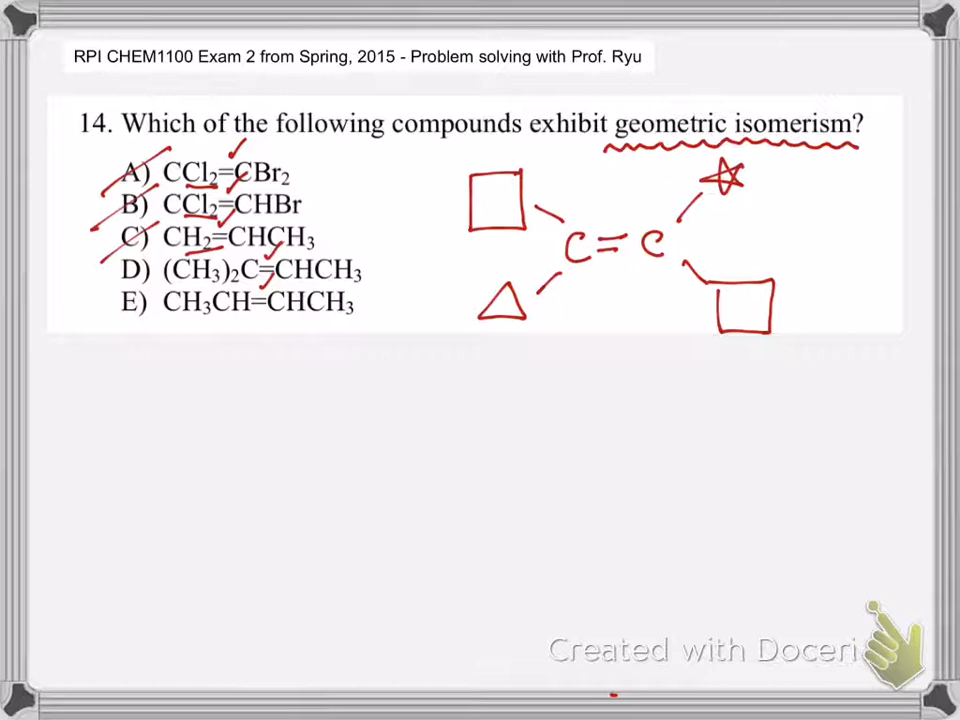 RPI CHEM1100 Exam 2 from Spring, 2015 - Problem solving with Prof. Ryu
14. Which of the following compounds exhibit geometric isomerism?
A) CCl₂=CBr₂
B) CCl₂=CHBr
C) CH₂=CHCH₃
D) (CH₃)₂C=CHCH₃
E) CH₃CH=CHCH₃
C=C
Created with Doceri